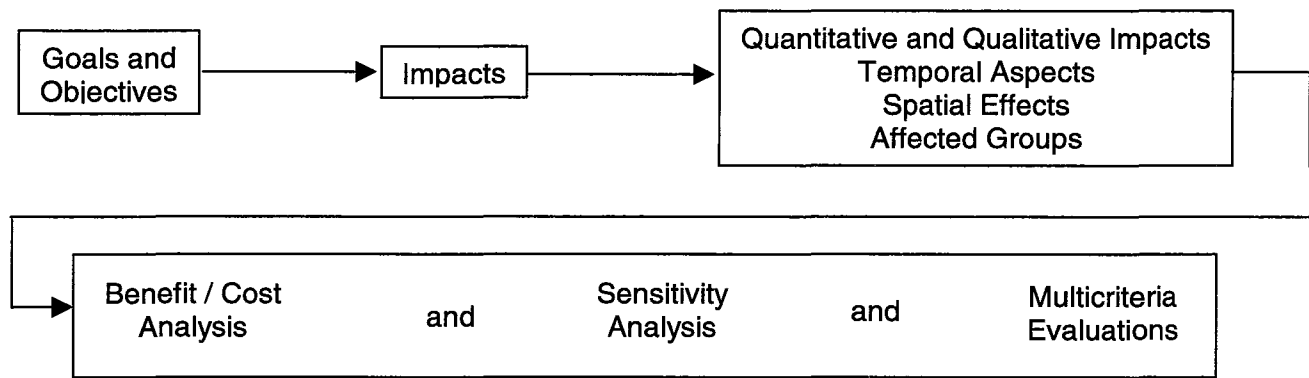 Goals and
Objectives
Impacts
Quantitative and Qualitative Impacts
Temporal Aspects
Spatial Effects
Affected Groups
Benefit / Cost
Analysis
and
Sensitivity
Analysis
and
Multicriteria
Evaluations